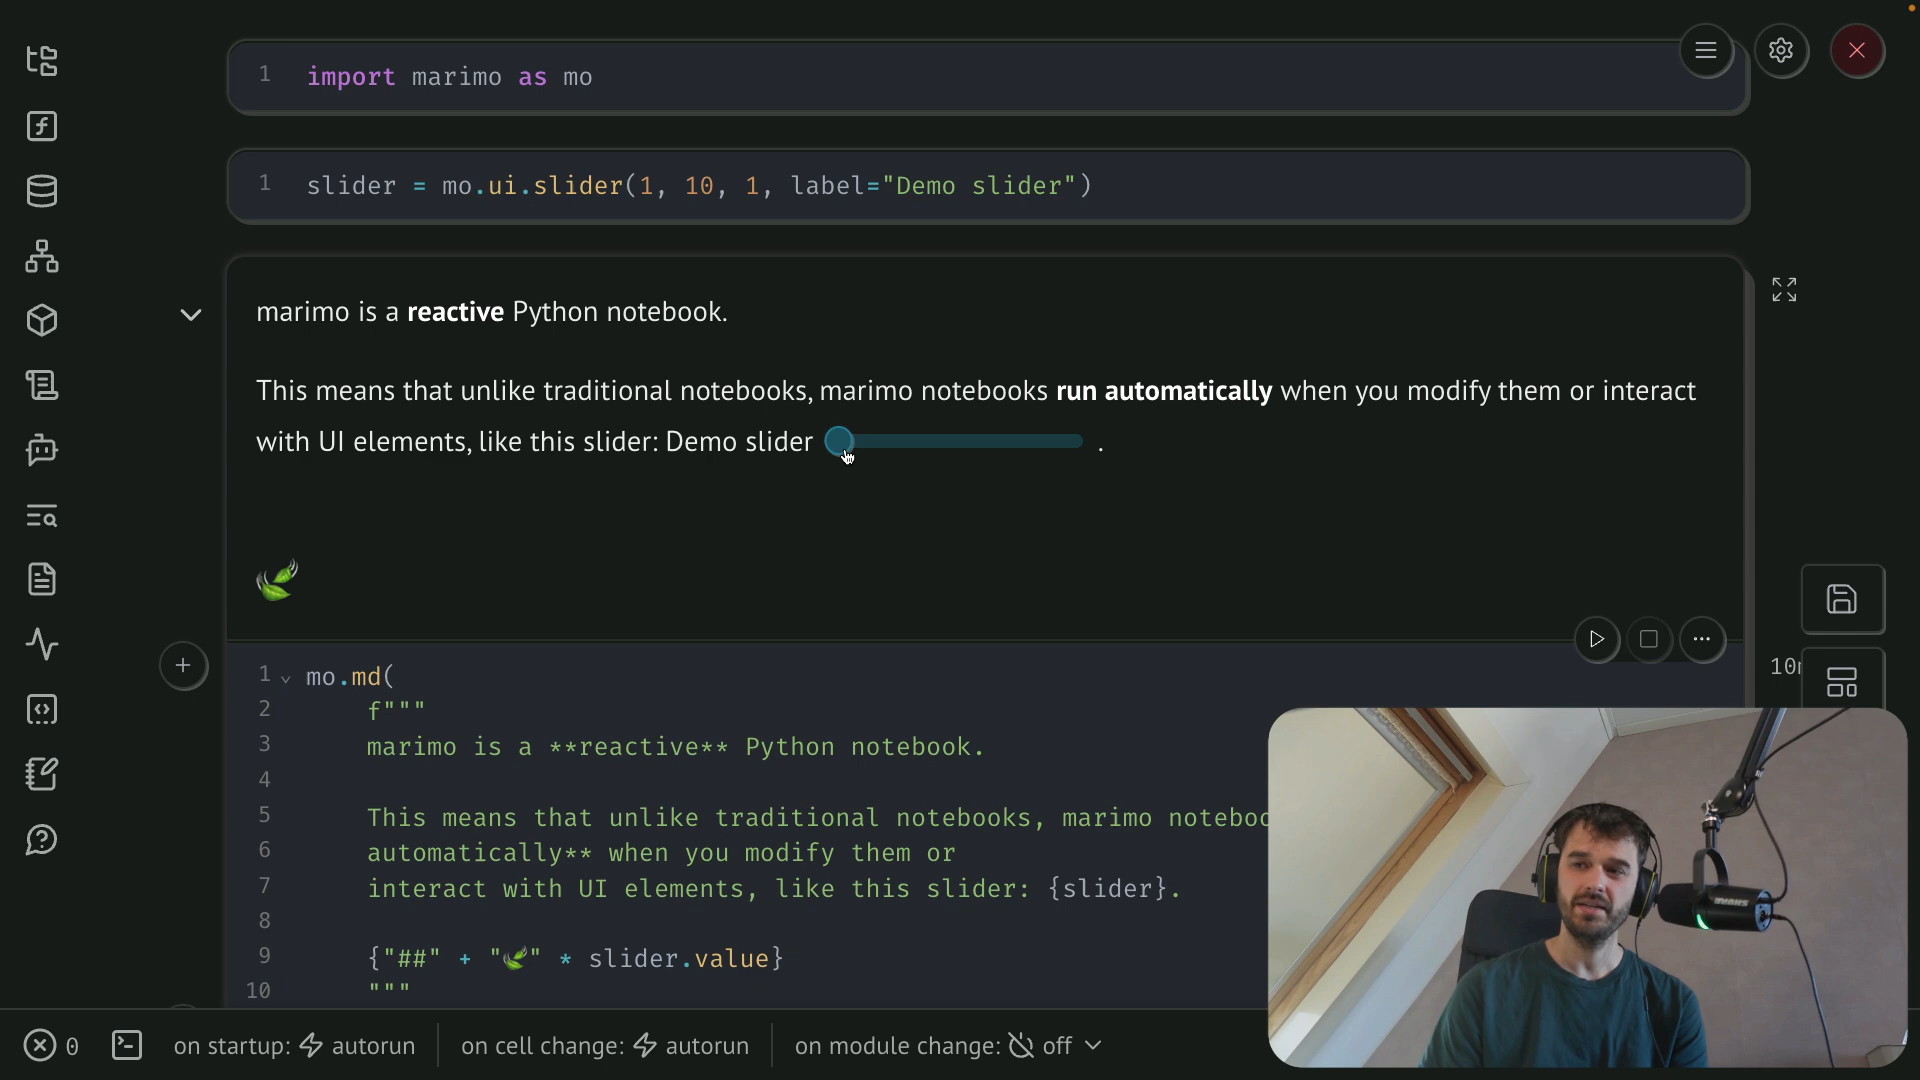 1 import marimo as mo
1 slider = mo.ui.slider(1, 10, 1, label="Demo slider")
marimo is a reactive Python notebook.
This means that unlike traditional notebooks, marimo notebooks run automatically when you modify them or interact
with UI elements, like this slider: Demo slider .
🍃
1 mo.md(
2 f"""
3 marimo is a **reactive** Python notebook.
4
5 This means that unlike traditional notebooks, marimo
6 automatically** when you modify them or
7 interact with UI elements, like this slider: {slider}.
8
9 {"##" + "🍃" * slider.value}
10 """
0 on startup: autorun on cell change: autorun on module change: off